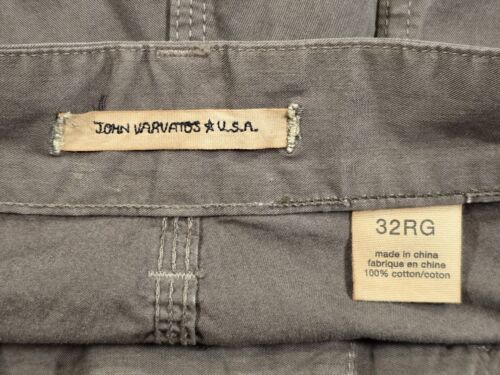 JOHN VARVATOS ★ U.S.A.
32RG
made in china
fabrique en chine
100% cotton/coton